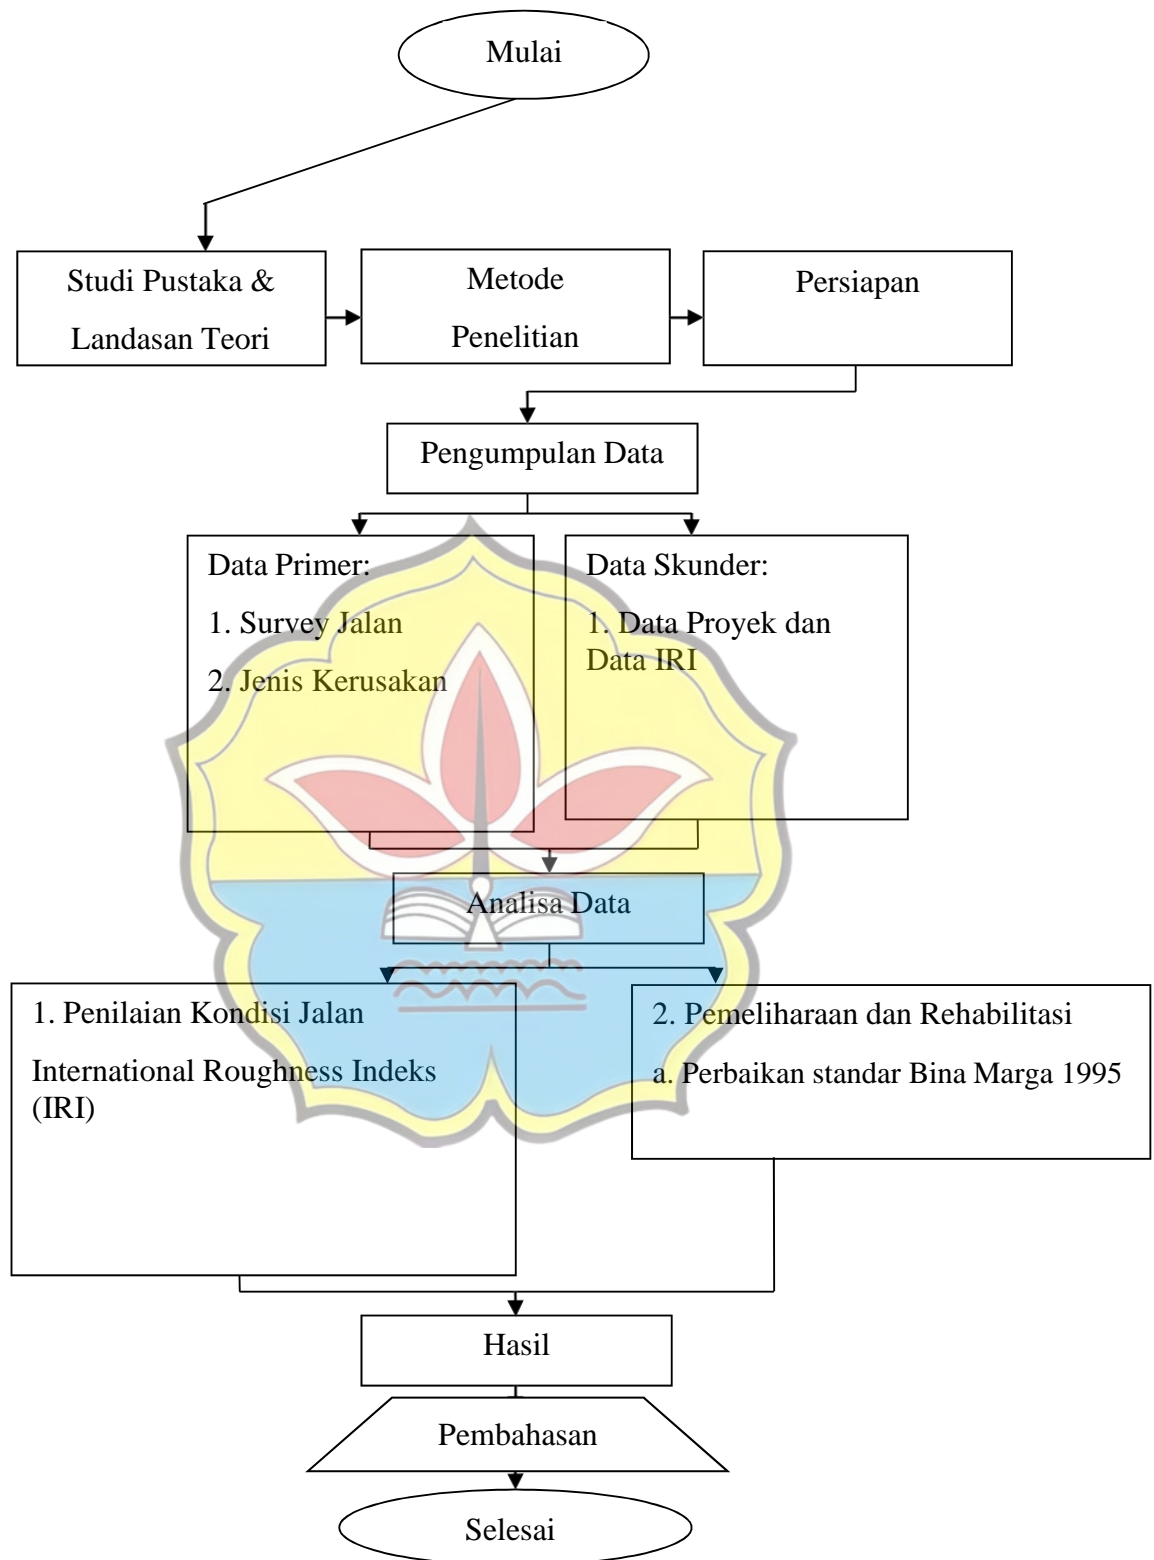 Mulai
Studi Pustaka &
Landasan Teori
Metode
Penelitian
Persiapan
Pengumpulan Data
Data Primer:
1. Survey Jalan
2. Jenis Kerusakan
Data Skunder:
1. Data Proyek dan
Data IRI
Analisa Data
1. Penilaian Kondisi Jalan
International Roughness Indeks
(IRI)
2. Pemeliharaan dan Rehabilitasi
a. Perbaikan standar Bina Marga 1995
Hasil
Pembahasan
Selesai